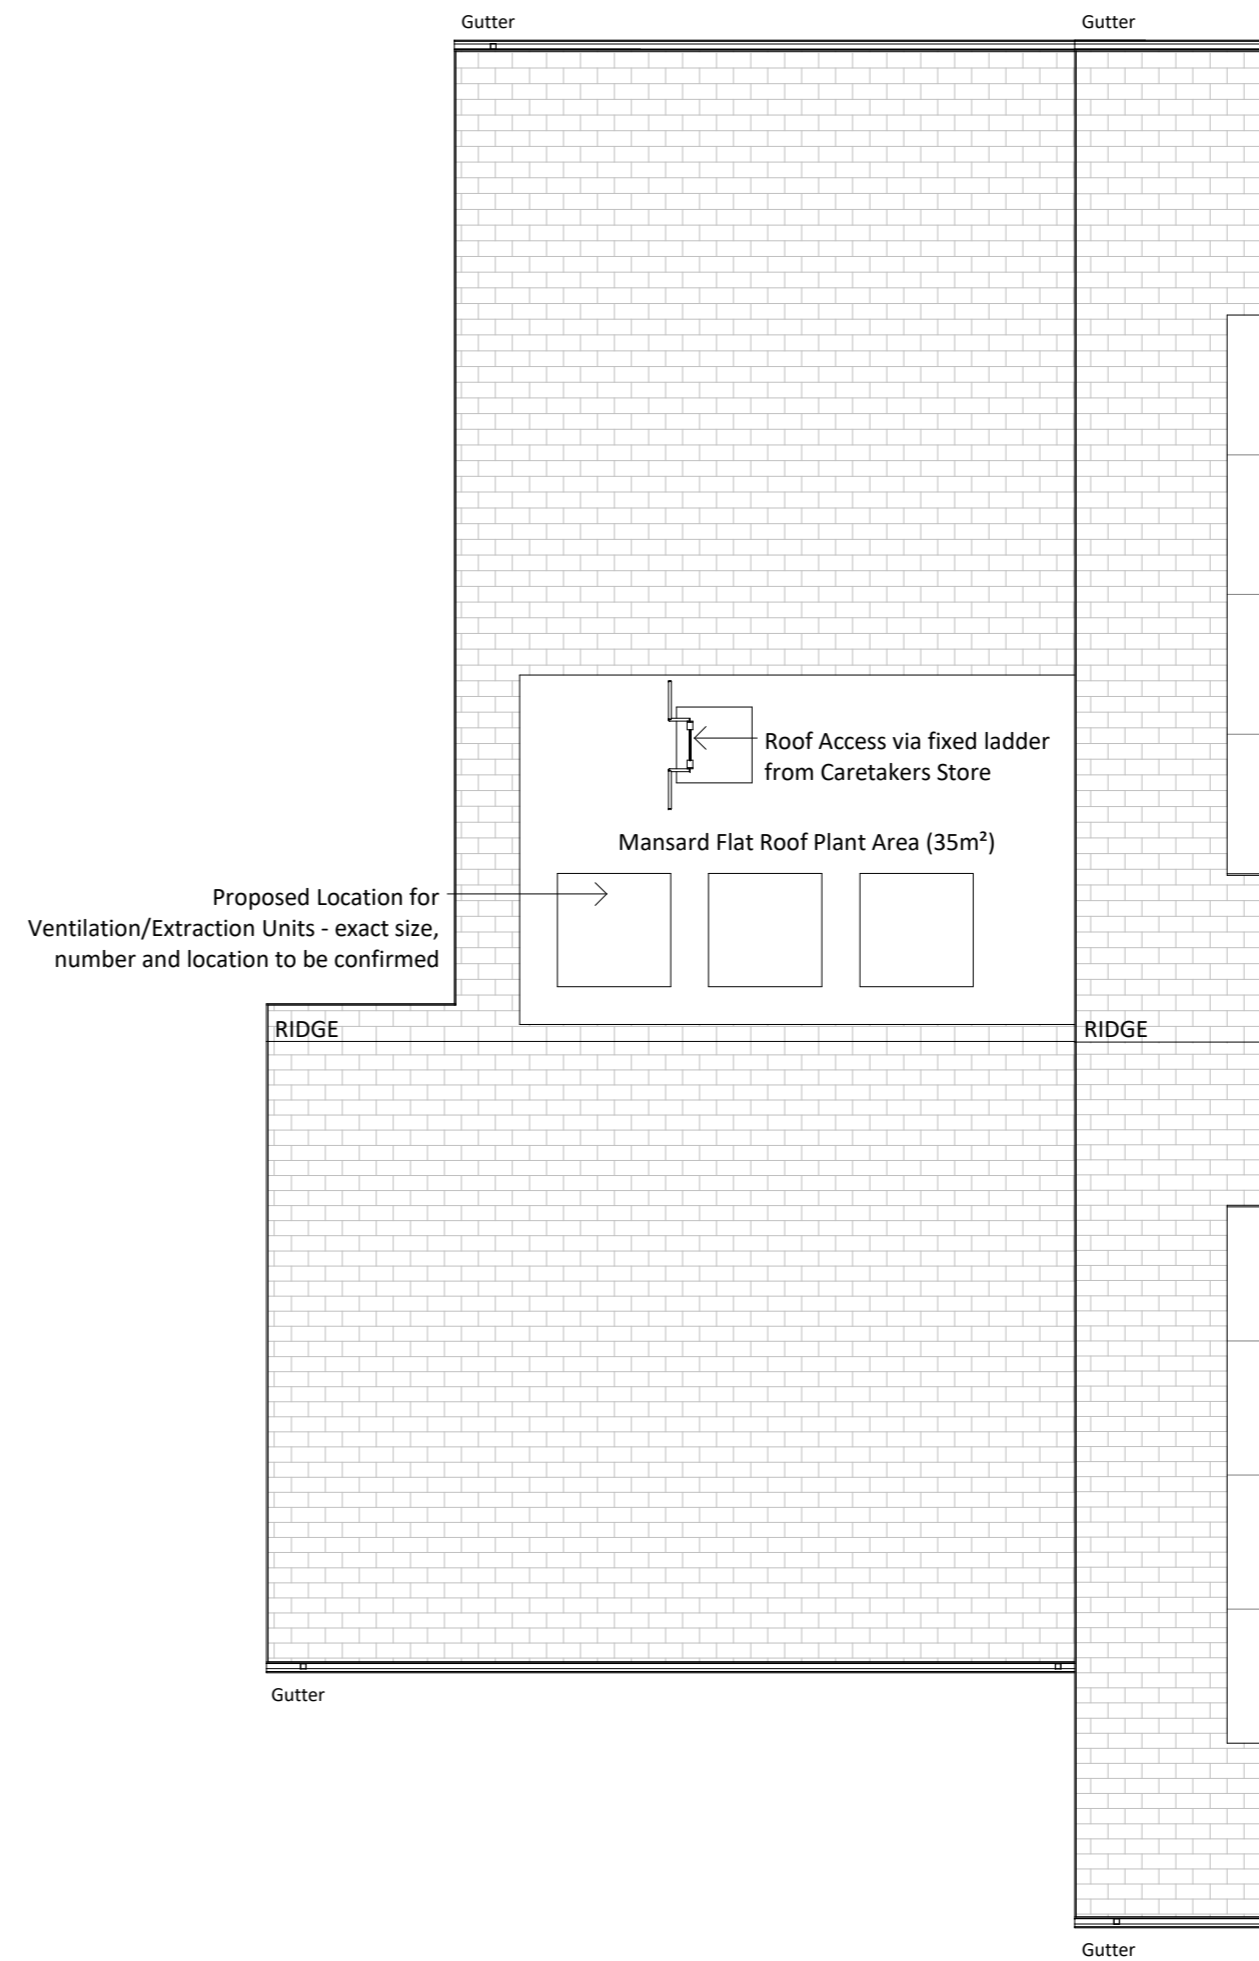 Gutter
Gutter
Roof Access via fixed ladder
from Caretakers Store
Mansard Flat Roof Plant Area (35m²)
Proposed Location for
Ventilation/Extraction Units - exact size,
number and location to be confirmed
RIDGE
RIDGE
Gutter
Gutter